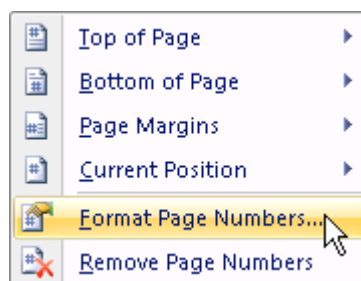 Top of Page
Bottom of Page
Page Margins
Current Position
Format Page Numbers...
Remove Page Numbers